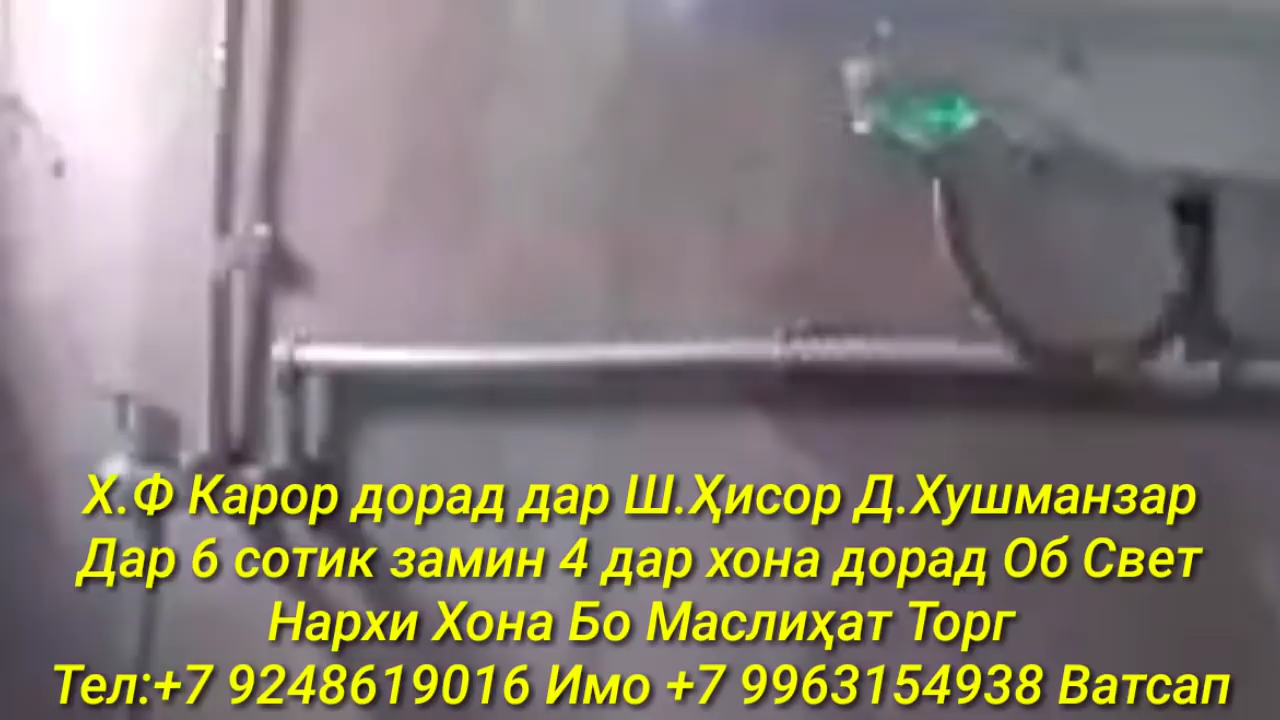 Х.Ф Карор дорад дар Ш.Ҳисор Д.Хушманзар
Дар 6 сотик замин 4 дар хона дорад Об Свет
Нархи Хона Бо Маслиҳат Торг
Тел:+7 9248619016 Имо +7 9963154938 Ватсап